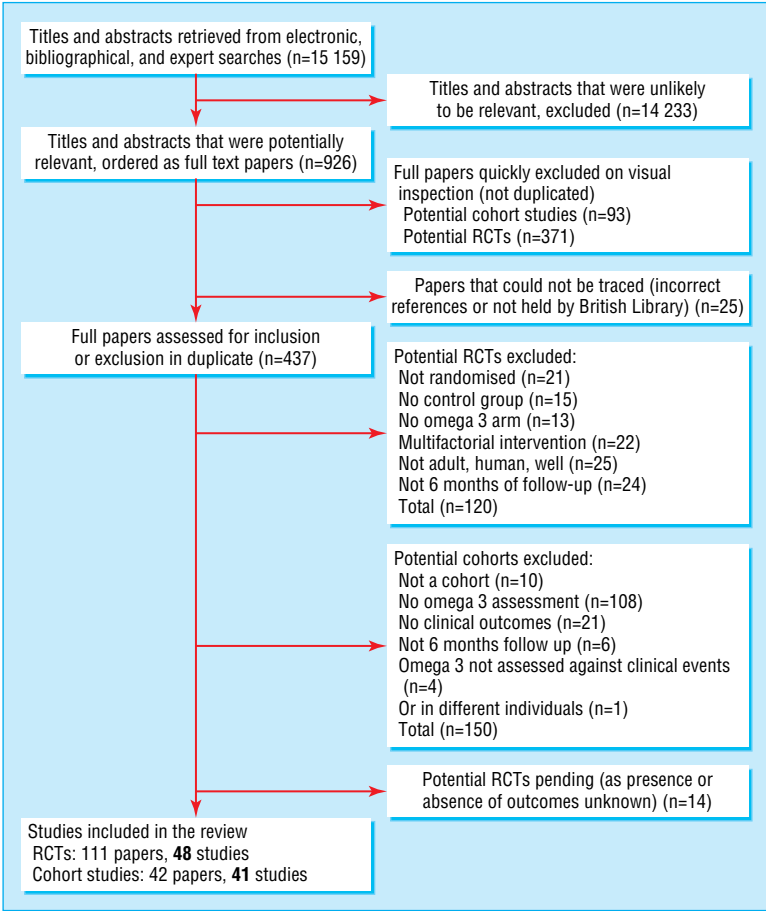 Titles and abstracts retrieved from electronic,
bibliographical, and expert searches (n=15 159)
Titles and abstracts that were unlikely
to be relevant, excluded (n=14 233)
Titles and abstracts that were potentially
relevant, ordered as full text papers (n=926)
Full papers quickly excluded on visual
inspection (not duplicated)
Potential cohort studies (n=93)
Potential RCTs (n=371)
Papers that could not be traced (incorrect
references or not held by British Library) (n=25)
Full papers assessed for inclusion
or exclusion in duplicate (n=437)
Potential RCTs excluded:
Not randomised (n=21)
No control group (n=15)
No omega 3 arm (n=13)
Multifactorial intervention (n=22)
Not adult, human, well (n=25)
Not 6 months of follow-up (n=24)
Total (n=120)
Potential cohorts excluded:
Not a cohort (n=10)
No omega 3 assessment (n=108)
No clinical outcomes (n=21)
Not 6 months follow up (n=6)
Omega 3 not assessed against clinical events
(n=4)
Or in different individuals (n=1)
Total (n=150)
Potential RCTs pending (as presence or
absence of outcomes unknown) (n=14)
Studies included in the review
RCTs: 111 papers, 48 studies
Cohort studies: 42 papers, 41 studies